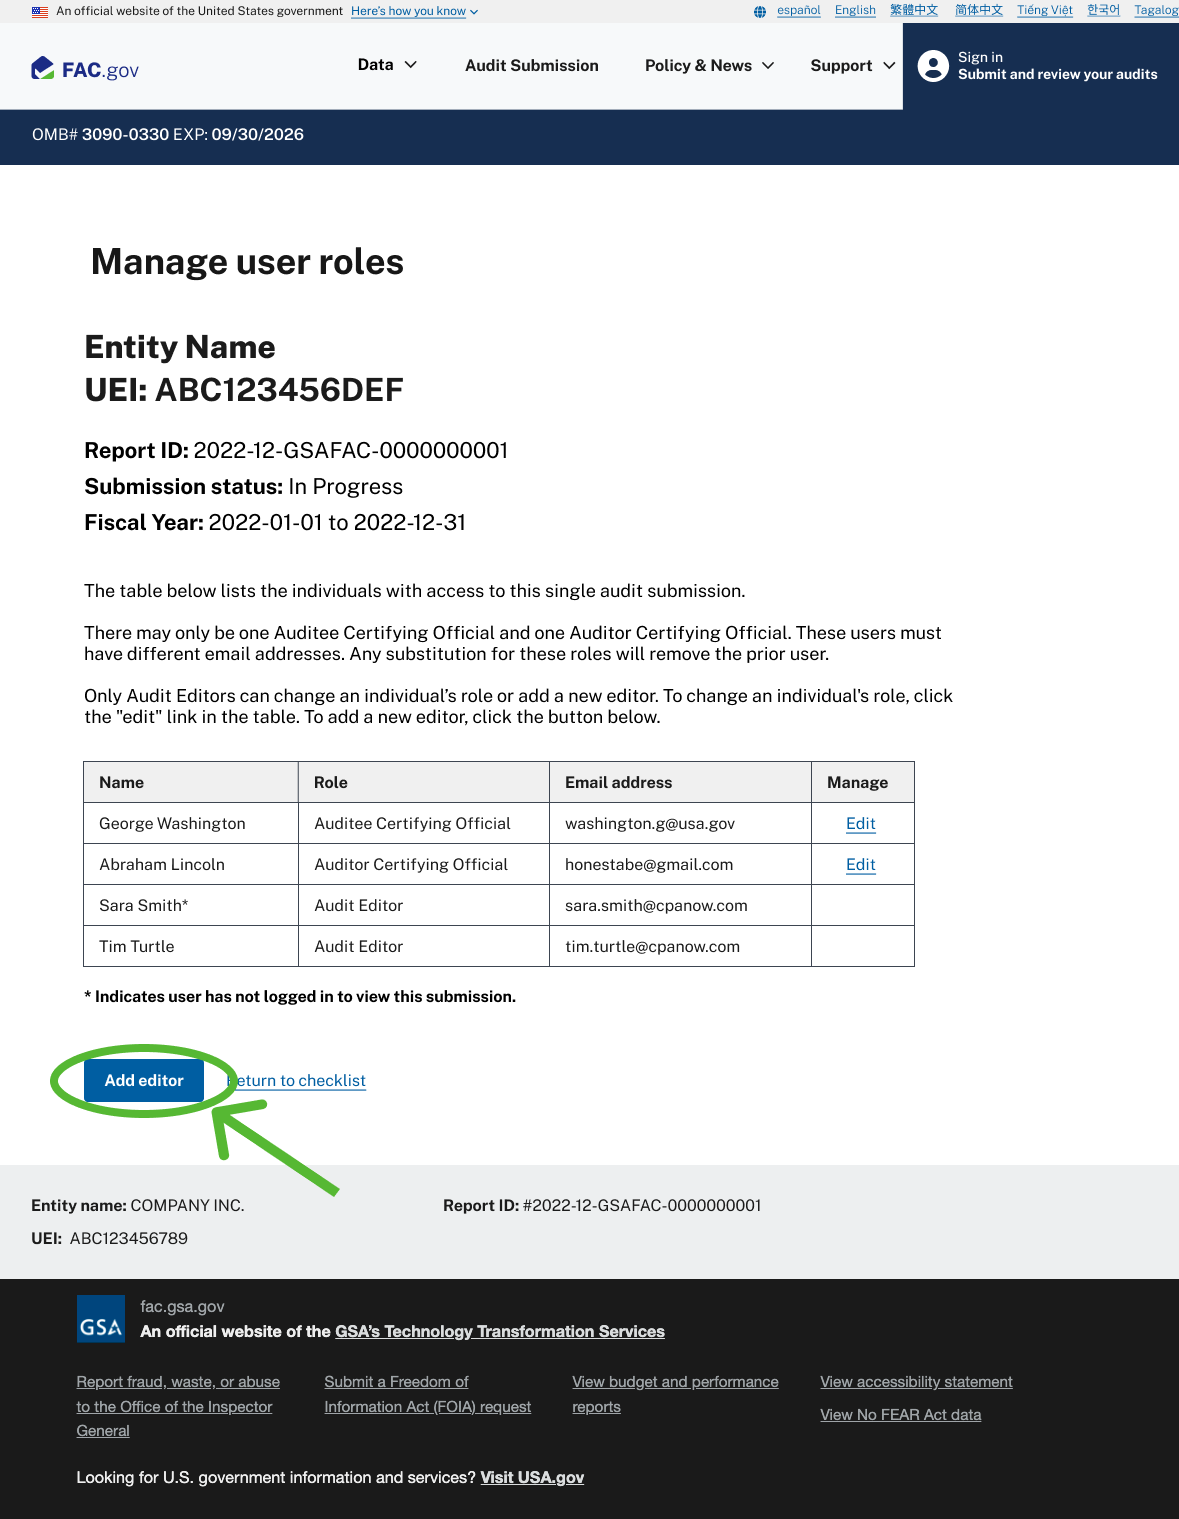 An official website of the United States government Here's how you know
español English 繁體中文 简体中文 Tiếng Việt 한국어 Tagalog
FAC.gov
Data Audit Submission Policy & News Support
Sign in
Submit and review your audits
OMB# 3090-0330 EXP: 09/30/2026
Manage user roles
Entity Name
UEI: ABC123456DEF
Report ID: 2022-12-GSAFAC-0000000001
Submission status: In Progress
Fiscal Year: 2022-01-01 to 2022-12-31
The table below lists the individuals with access to this single audit submission.
There may only be one Auditee Certifying Official and one Auditor Certifying Official. These users must
have different email addresses. Any substitution for these roles will remove the prior user.
Only Audit Editors can change an individual’s role or add a new editor. To change an individual's role, click
the "edit" link in the table. To add a new editor, click the button below.
Name Role Email address Manage
George Washington Auditee Certifying Official washington.g@usa.gov Edit
Abraham Lincoln Auditor Certifying Official honestabe@gmail.com Edit
Sara Smith* Audit Editor sara.smith@cpanow.com
Tim Turtle Audit Editor tim.turtle@cpanow.com
* Indicates user has not logged in to view this submission.
Add editor Return to checklist
Entity name: COMPANY INC. Report ID: #2022-12-GSAFAC-0000000001
UEI: ABC123456789
GSA
fac.gsa.gov
An official website of the GSA's Technology Transformation Services
Report fraud, waste, or abuse
to the Office of the Inspector
General
Submit a Freedom of
Information Act (FOIA) request
View budget and performance
reports
View accessibility statement
View No FEAR Act data
Looking for U.S. government information and services? Visit USA.gov